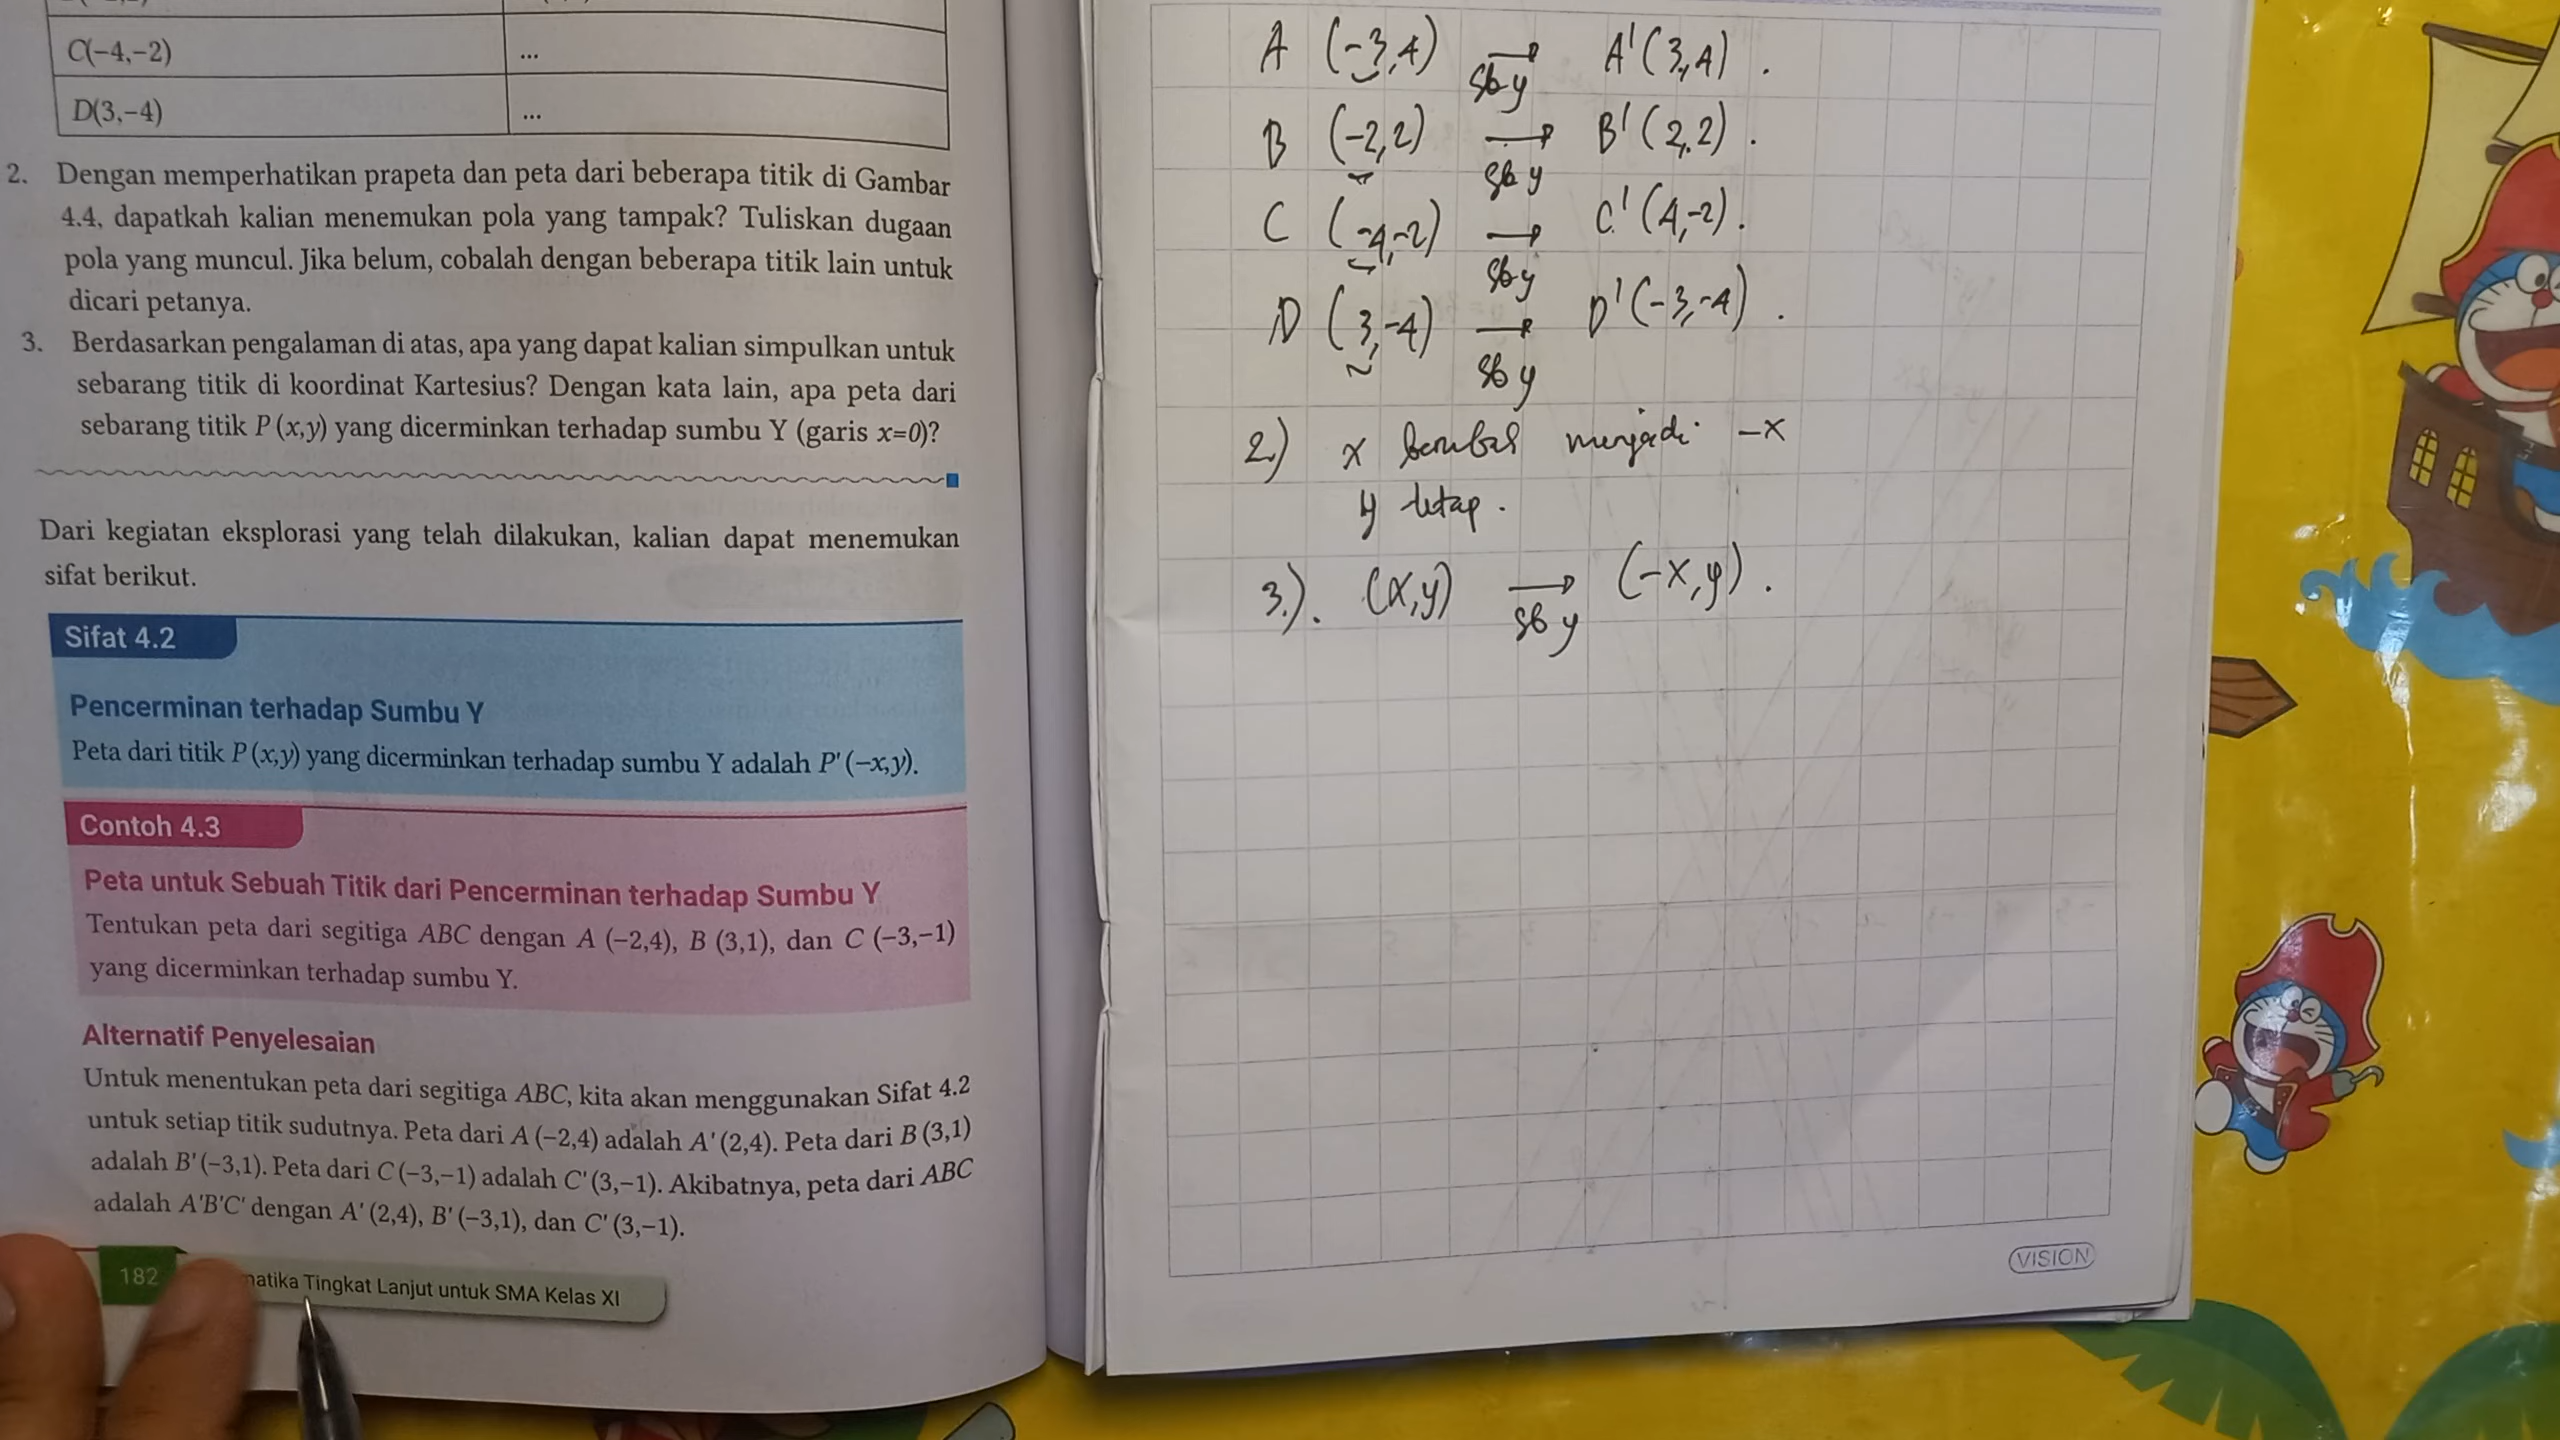 C(−4,−2)
...
D(3,−4)
...
2. Dengan memperhatikan prapeta dan peta dari beberapa titik di Gambar
4.4, dapatkah kalian menemukan pola yang tampak? Tuliskan dugaan
pola yang muncul. Jika belum, cobalah dengan beberapa titik lain untuk
dicari petanya.
3. Berdasarkan pengalaman di atas, apa yang dapat kalian simpulkan untuk
sebarang titik di koordinat Kartesius? Dengan kata lain, apa peta dari
sebarang titik P (x,y) yang dicerminkan terhadap sumbu Y (garis x=0)?
Dari kegiatan eksplorasi yang telah dilakukan, kalian dapat menemukan
sifat berikut.
Sifat 4.2
Pencerminan terhadap Sumbu Y
Peta dari titik P (x,y) yang dicerminkan terhadap sumbu Y adalah P' (−x,y).
Contoh 4.3
Peta untuk Sebuah Titik dari Pencerminan terhadap Sumbu Y
Tentukan peta dari segitiga ABC dengan A (−2,4), B (3,1), dan C (−3,−1)
yang dicerminkan terhadap sumbu Y.
Alternatif Penyelesaian
Untuk menentukan peta dari segitiga ABC, kita akan menggunakan Sifat 4.2
untuk setiap titik sudutnya. Peta dari A (−2,4) adalah A' (2,4). Peta dari B (3,1)
adalah B' (−3,1). Peta dari C (−3,−1) adalah C' (3,−1). Akibatnya, peta dari ABC
adalah A'B'C' dengan A' (2,4), B' (−3,1), dan C' (3,−1).
182
Tingkat Lanjut untuk SMA Kelas XI
A (-3,4) → A' (3,4) .
sb y
B (-2,2) → B' (2,2) .
sb y
C (-4,-2) → C' (4,-2) .
sb y
D (3,-4) → D' (-3,-4) .
sb y
2.) x berubah menjadi -x
y tetap .
3.). (x,y) → (-x,y) .
sb y
VISION